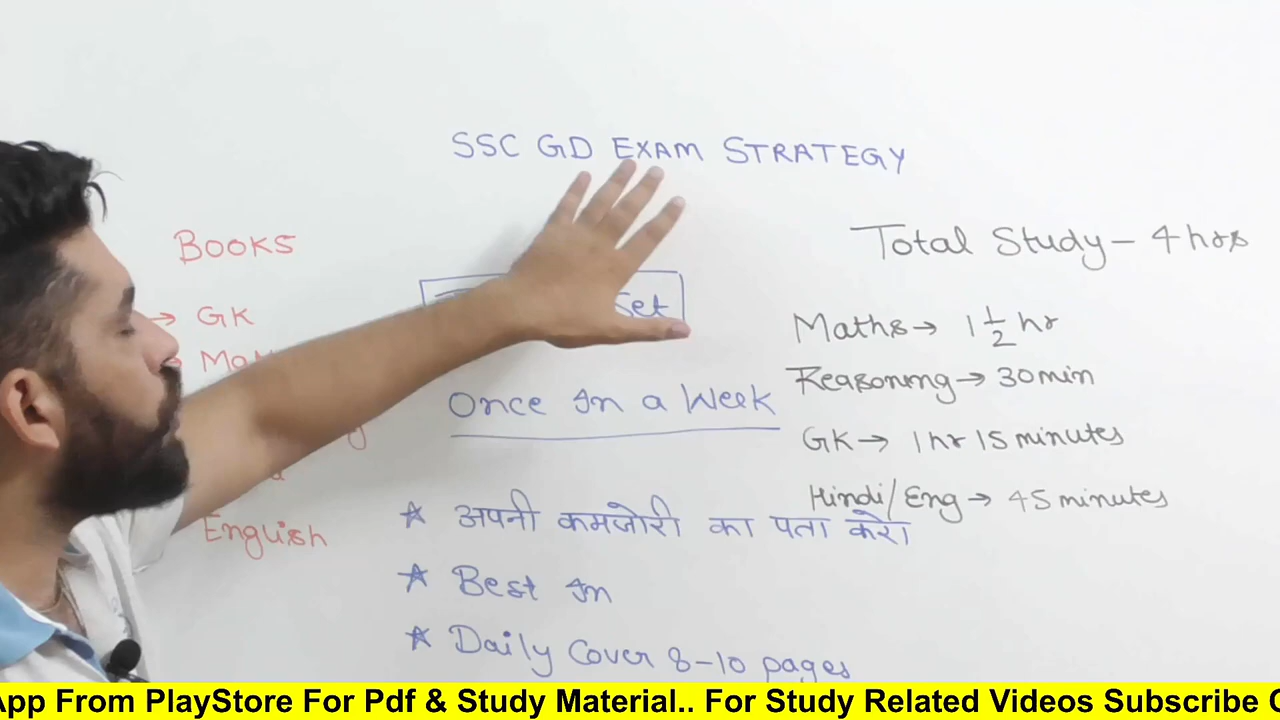 SSC GD EXAM STRATEGY
BOOKS
→ GK
English
Set
Once In a Week
★ अपनी कमजोरी का पता करो
★ Best In
★ Daily Cover 8-10 pages
Total Study - 4 hrs
Maths → 1 1/2 hr
Reasoning → 30 min
GK → 1 hr 15 minutes
Hindi/Eng → 45 minutes
App From PlayStore For Pdf & Study Material.. For Study Related Videos Subscribe